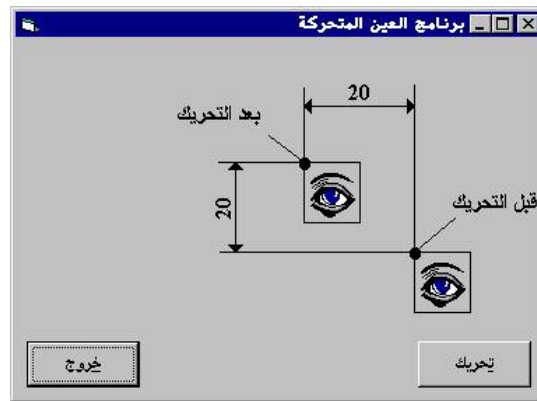 برنامج العين المتحركة
20
بعد التحريك
20
قبل التحريك
تحريك
خروج